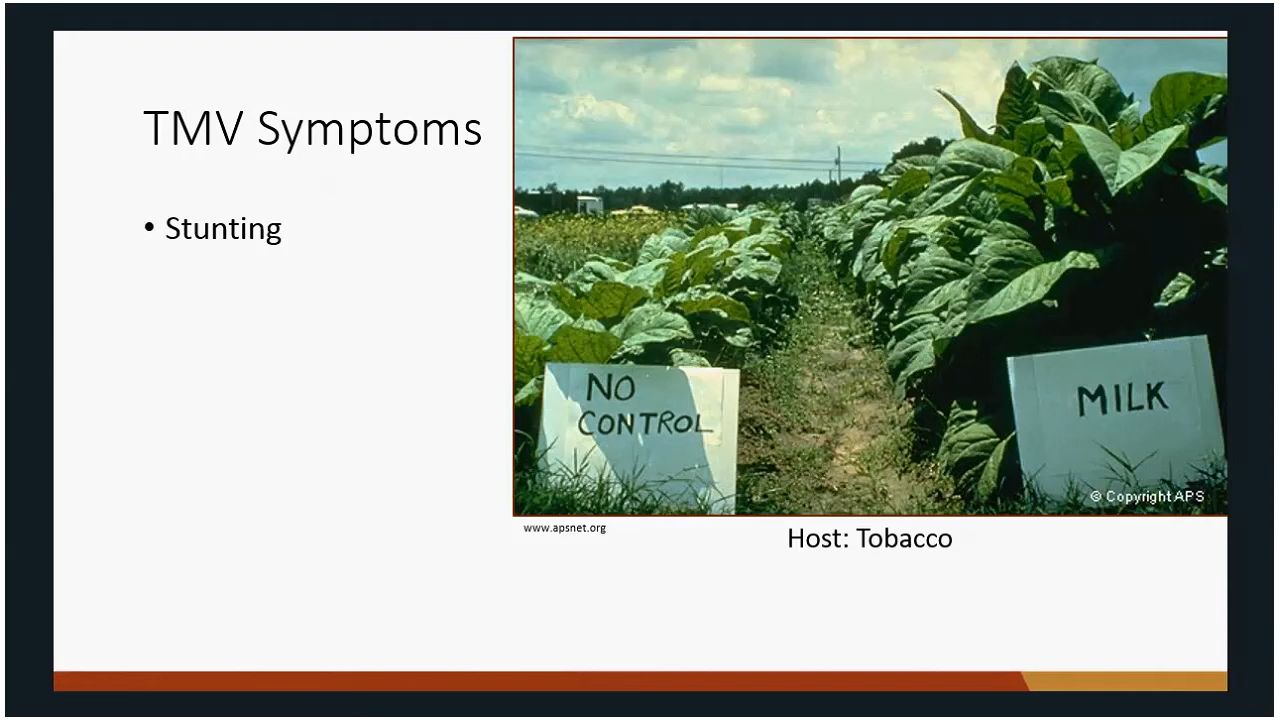 TMV Symptoms
• Stunting
NO
CONTROL
MILK
© Copyright APS
www.apsnet.org
Host: Tobacco